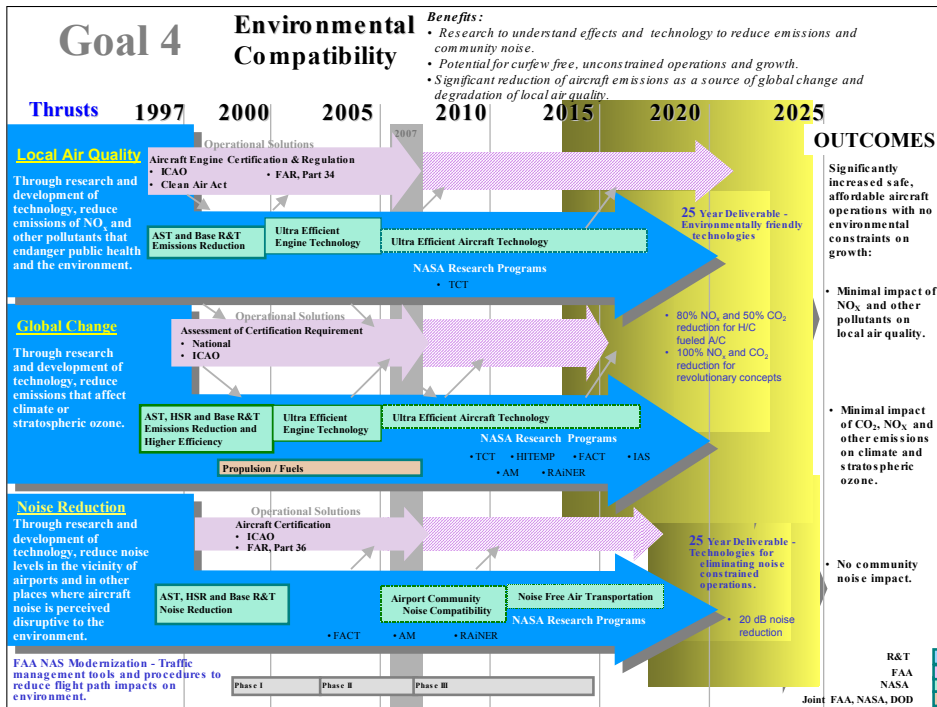 Goal 4
Environmental
Compatibility
Benefits:
• Research to understand effects and technology to reduce emissions and
community noise.
• Potential for curfew free, unconstrained operations and growth.
• Significant reduction of aircraft emissions as a source of global change and
degradation of local air quality.
Thrusts
1997 2000 2005 2010 2015 2020 2025
2007
OUTCOMES
Local Air Quality
Through research and
development of
technology, reduce
emissions of NOx and
other pollutants that
endanger public health
and the environment.
Operational Solutions
Aircraft Engine Certification & Regulation
• ICAO
• Clean Air Act
• FAR, Part 34
AST and Base R&T
Emissions Reduction
Ultra Efficient
Engine Technology
Ultra Efficient Aircraft Technology
NASA Research Programs
• TCT
25 Year Deliverable -
Environmentally friendly
technologies
Significantly
increased safe,
affordable aircraft
operations with no
environmental
constraints on
growth:
• Minimal impact of
NOX and other
pollutants on
local air quality.
Global Change
Through research
and development of
technology, reduce
emissions that affect
climate or
stratospheric ozone.
Operational Solutions
Assessment of Certification Requirement
• National
• ICAO
AST, HSR and Base R&T
Emissions Reduction and
Higher Efficiency
Ultra Efficient
Engine Technology
Ultra Efficient Aircraft Technology
NASA Research Programs
• TCT • HITEMP • FACT • IAS
• AM • RAiNER
Propulsion / Fuels
• 80% NOx and 50% CO2
reduction for H/C
fueled A/C
• 100% NOx and CO2
reduction for
revolutionary concepts
• Minimal impact
of CO2, NOX and
other emissions
on climate and
stratospheric
ozone.
Noise Reduction
Through research and
development of
technology, reduce noise
levels in the vicinity of
airports and in other
places where aircraft
noise is perceived
disruptive to the
environment.
Operational Solutions
Aircraft Certification
• ICAO
• FAR, Part 36
AST, HSR and Base R&T
Noise Reduction
Airport Community
Noise Compatibility
Noise Free Air Transportation
NASA Research Programs
• FACT • AM • RAiNER
25 Year Deliverable -
Technologies for
eliminating noise
constrained
operations.
• 20 dB noise
reduction
• No community
noise impact.
FAA NAS Modernization - Traffic
management tools and procedures to
reduce flight path impacts on
environment.
Phase I Phase II Phase III
R&T
FAA
NASA
Joint FAA, NASA, DOD